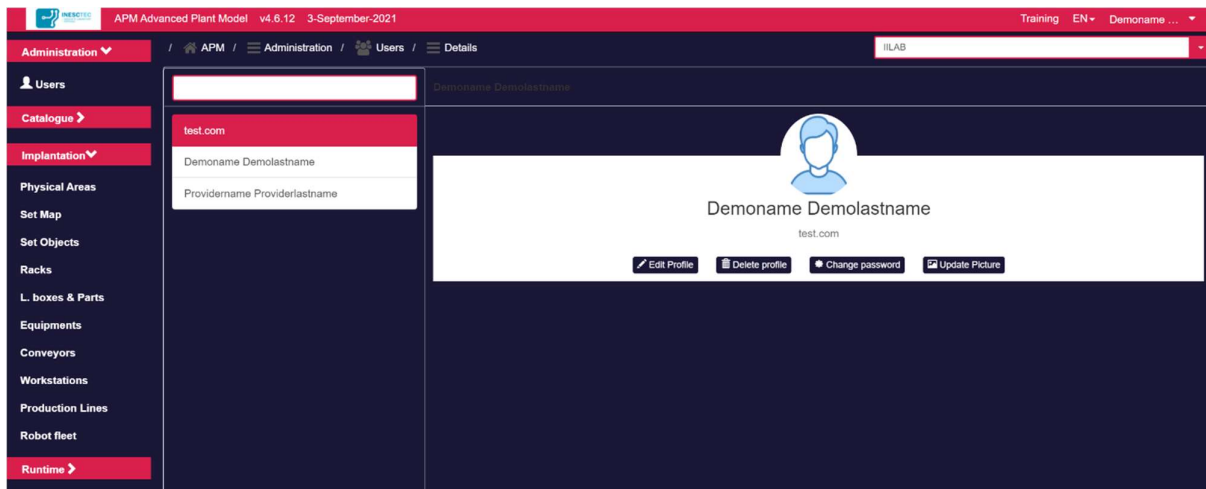 INESCTEC APM Advanced Plant Model v4.6.12 3-September-2021 Training EN Demoname ...
Administration / APM / Administration / Users / Details IILAB
Users
Demoname Demolastname
Catalogue
test.com
Implantation
Demoname Demolastname
Physical Areas
Providername Providerlastname
Set Map
Demoname Demolastname
test.com
Set Objects
Edit Profile Delete profile Change password Update Picture
Racks
L. boxes & Parts
Equipments
Conveyors
Workstations
Production Lines
Robot fleet
Runtime